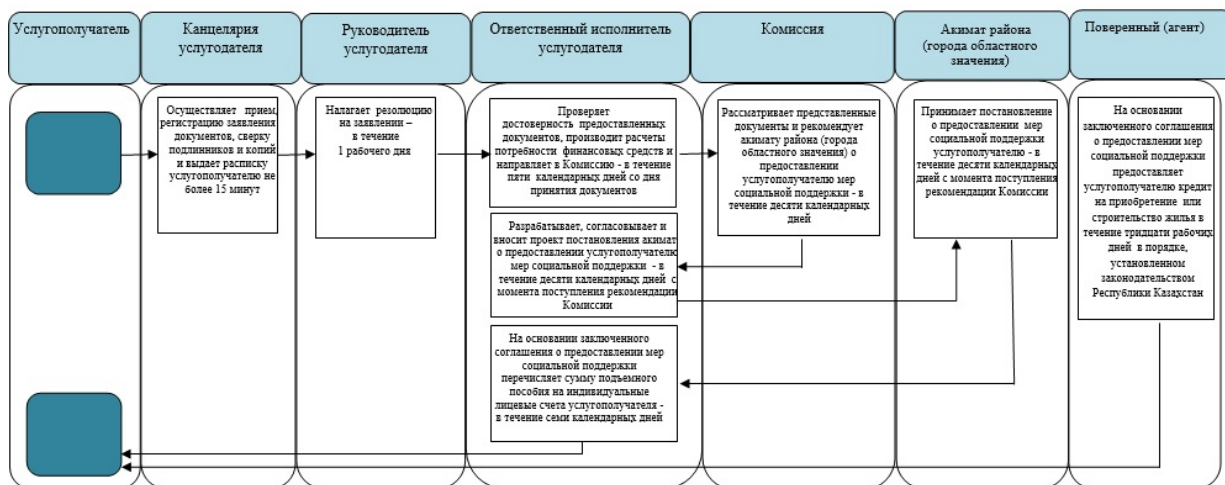 Услугополучатель
Канцелярия
услугодателя
Руководитель
услугодателя
Ответственный исполнитель
услугодателя
Комиссия
Акимат района
(города областного
значения)
Поверенный (агент)
Осуществляет прием,
регистрацию заявления
документов, сверку
подлинников и копий
и выдает расписку
услугополучателю не
более 15 минут
Налагает резолюцию
на заявлении –
в течение
1 рабочего дня
Проверяет
достоверность предоставленных
документов, производит расчеты
потребности финансовых средств и
направляет в Комиссию - в течение
пяти календарных дней со дня
принятия документов
Разрабатывает, согласовывает и
вносит проект постановления акимат
о предоставлении услугополучателю
мер социальной поддержки - в
течение десяти календарных дней с
момента поступления рекомендации
Комиссии
На основании заключенного
соглашения о предоставлении мер
социальной поддержки
перечисляет сумму подъемного
пособия на индивидуальные
лицевые счета услугополучателя -
в течение семи календарных дней
Рассматривает представленные
документы и рекомендует
акимату района (города
областного значения) о
предоставлении
услугополучателю мер
социальной поддержки - в
течение десяти календарных
дней
Принимает постановление
о предоставлении мер
социальной поддержки
услугополучателю - в
течение десяти календарных
дней с момента поступления
рекомендации Комиссии
На основании
заключенного соглашения
о предоставлении мер
социальной поддержки
предоставляет
услугополучателю кредит
на приобретение или
строительство жилья в
течение тридцати рабочих
дней в порядке,
установленном
законодательством
Республики Казахстан